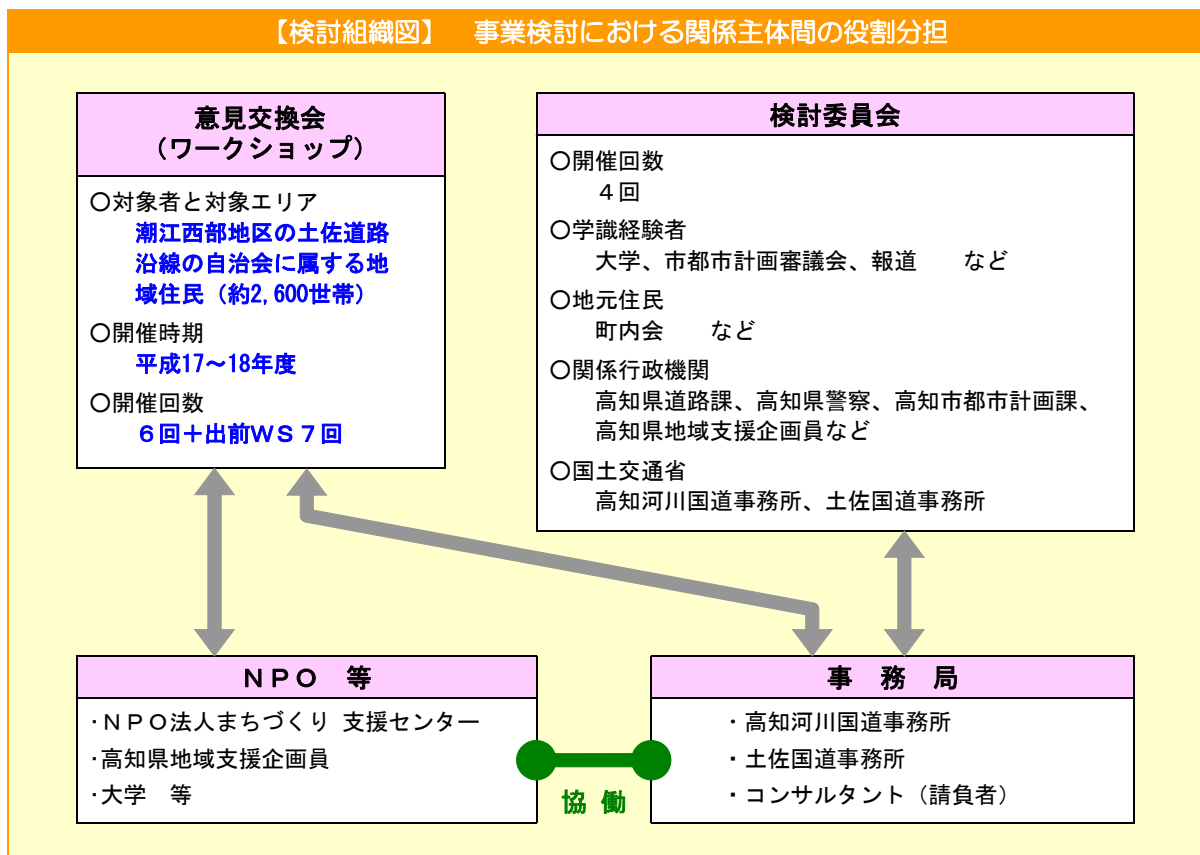 【検討組織図】　事業検討における関係主体間の役割分担
意見交換会
（ワークショップ）
〇対象者と対象エリア
潮江西部地区の土佐道路
沿線の自治会に属する地
域住民（約2,600世帯）
〇開催時期
平成17～18年度
〇開催回数
６回＋出前ＷＳ７回
検討委員会
〇開催回数
４回
〇学識経験者
大学、市都市計画審議会、報道　　など
〇地元住民
町内会　　など
〇関係行政機関
高知県道路課、高知県警察、高知市都市計画課、
高知県地域支援企画員など
〇国土交通省
高知河川国道事務所、土佐国道事務所
ＮＰＯ　等
・ＮＰＯ法人まちづくり 支援センター
・高知県地域支援企画員
・大学　等
協 働
事　務　局
・高知河川国道事務所
・土佐国道事務所
・コンサルタント（請負者）